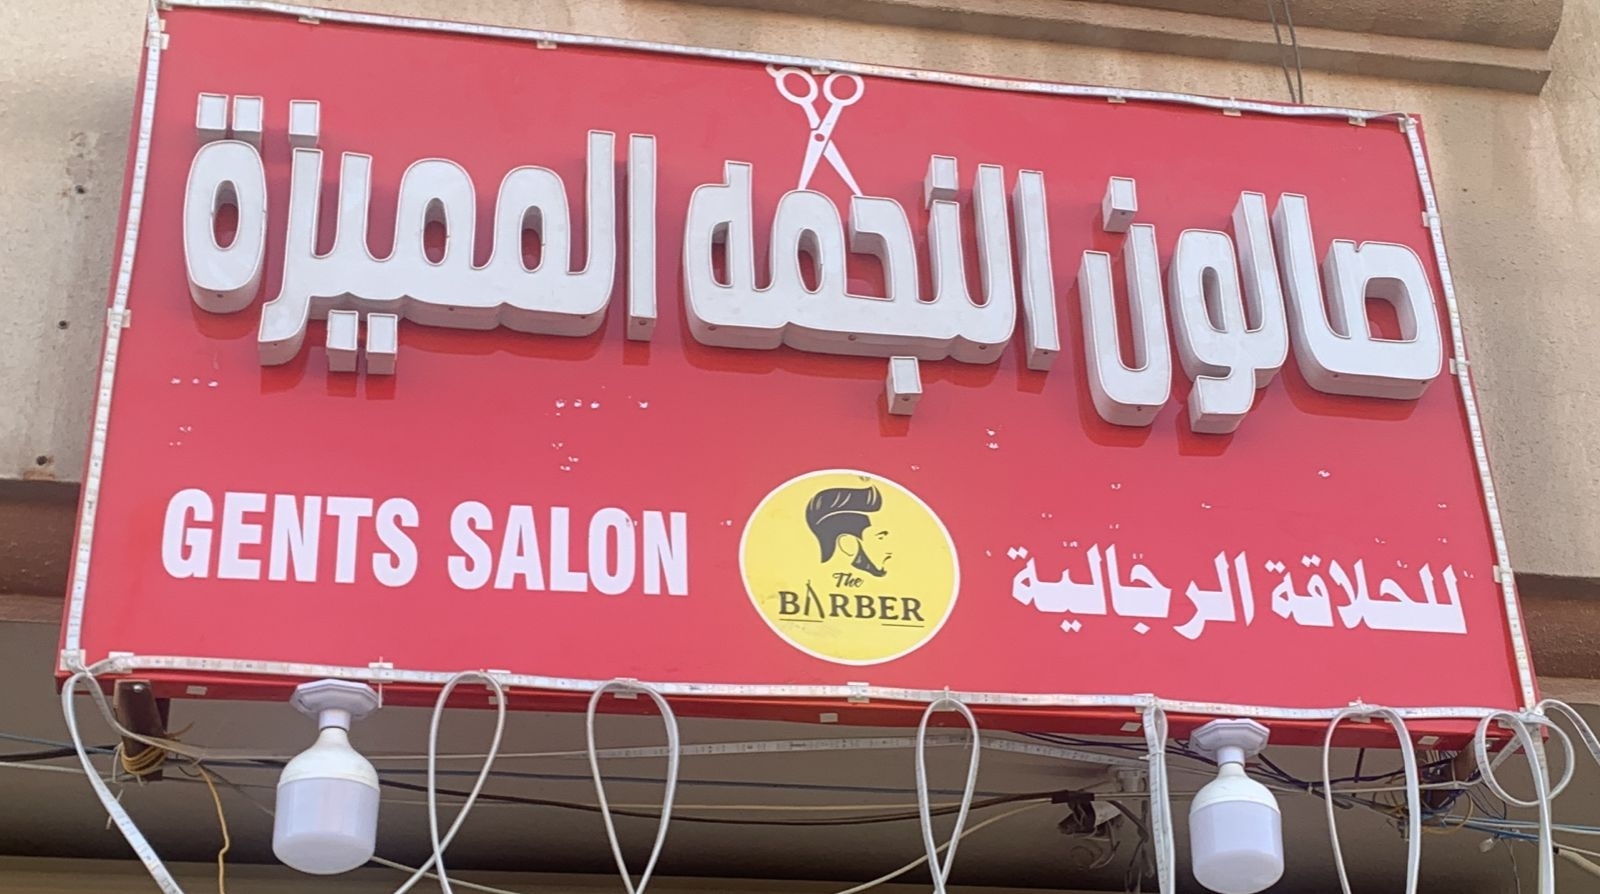 صالون النجمه المميزة
GENTS SALON
The
BARBER
للحلاقة الرجالية